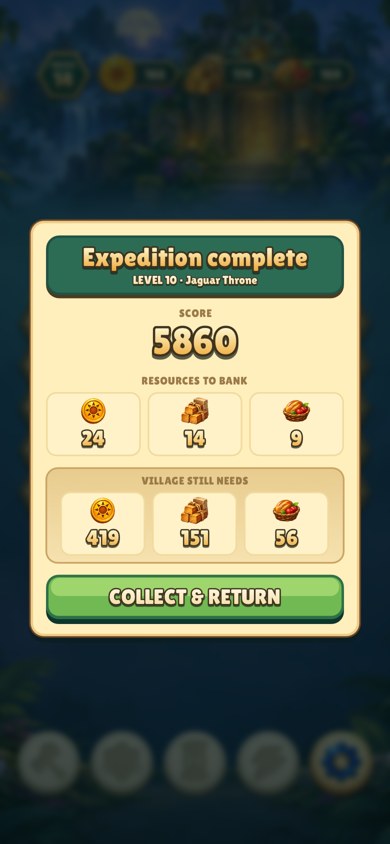 Expedition complete
LEVEL 10 · Jaguar Throne
SCORE
5860
RESOURCES TO BANK
24 14 9
VILLAGE STILL NEEDS
419 151 56
COLLECT & RETURN